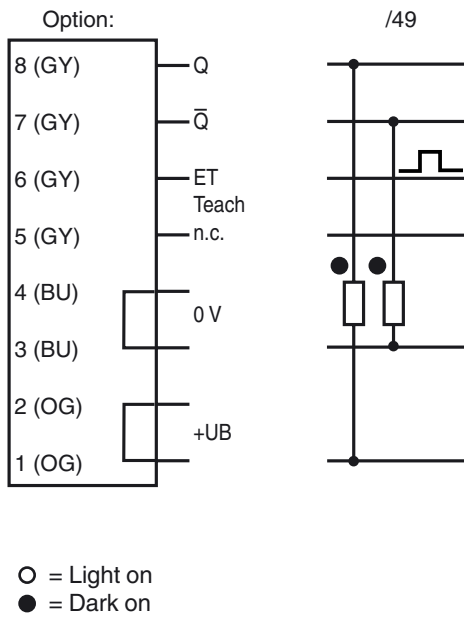 Option: /49
8 (GY) Q
7 (GY) Q̅
6 (GY) ET
Teach
5 (GY) n.c.
4 (BU)
0 V
3 (BU)
2 (OG)
+UB
1 (OG)
= Light on
= Dark on